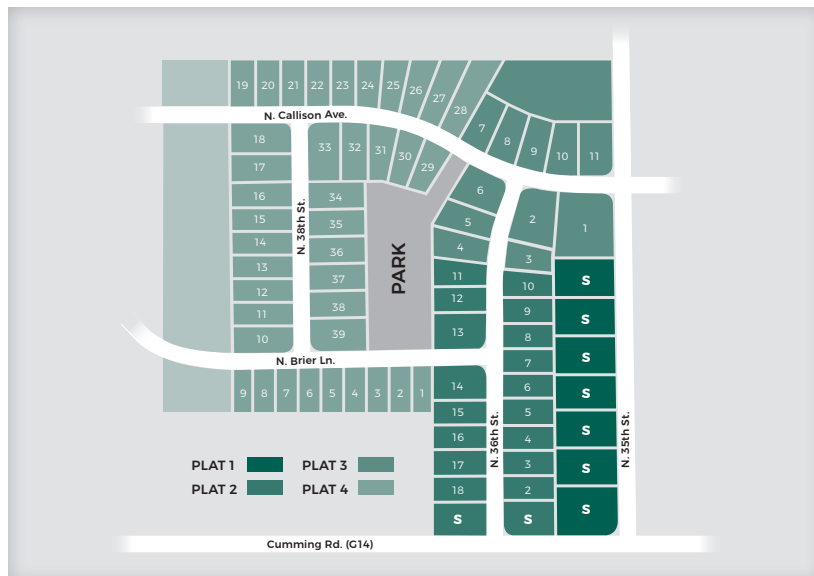 19 20 21 22 23 24 25 26 27 28
N. Callison Ave.
7 8 9 10 11
18
33 32 31 30 29
17
6
16
34
N. 38th St.
PARK
2
1
15
35
5
14
36
4
3
13
37
11
10
S
12
38
12
9
S
11
39
13
8
10
N. Brier Ln.
7
S
9 8 7 6 5 4 3 2 1
14
6
S
15
5
N. 36th St.
N. 35th St.
16
4
S
17
3
S
18
2
S
S
S
PLAT 1
PLAT 3
PLAT 2
PLAT 4
Cumming Rd. (G14)